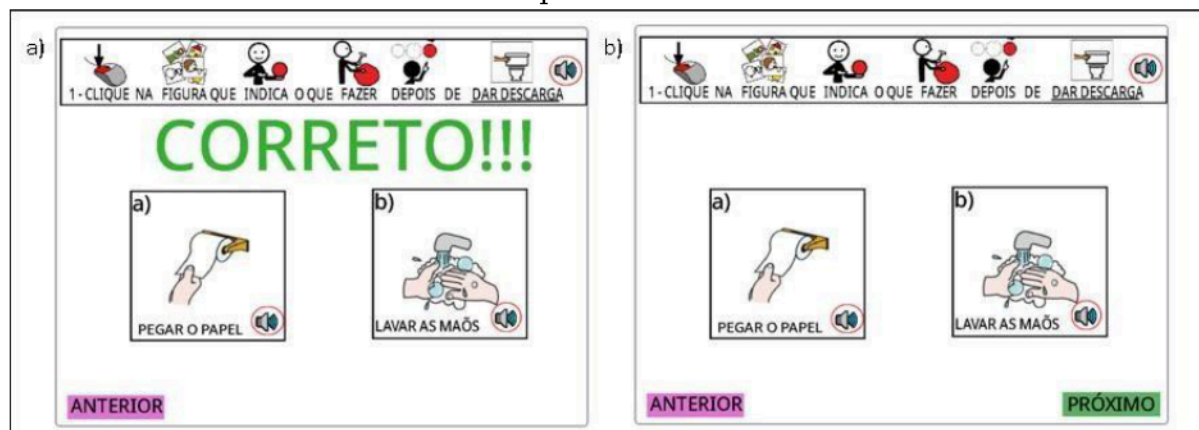 a)
1 - CLIQUE NA FIGURA QUE INDICA O QUE FAZER DEPOIS DE DAR DESCARGA
CORRETO!!!
a)
PEGAR O PAPEL
b)
LAVAR AS MAÕS
ANTERIOR
b)
1 - CLIQUE NA FIGURA QUE INDICA O QUE FAZER DEPOIS DE DAR DESCARGA
a)
PEGAR O PAPEL
b)
LAVAR AS MAÕS
ANTERIOR
PRÓXIMO